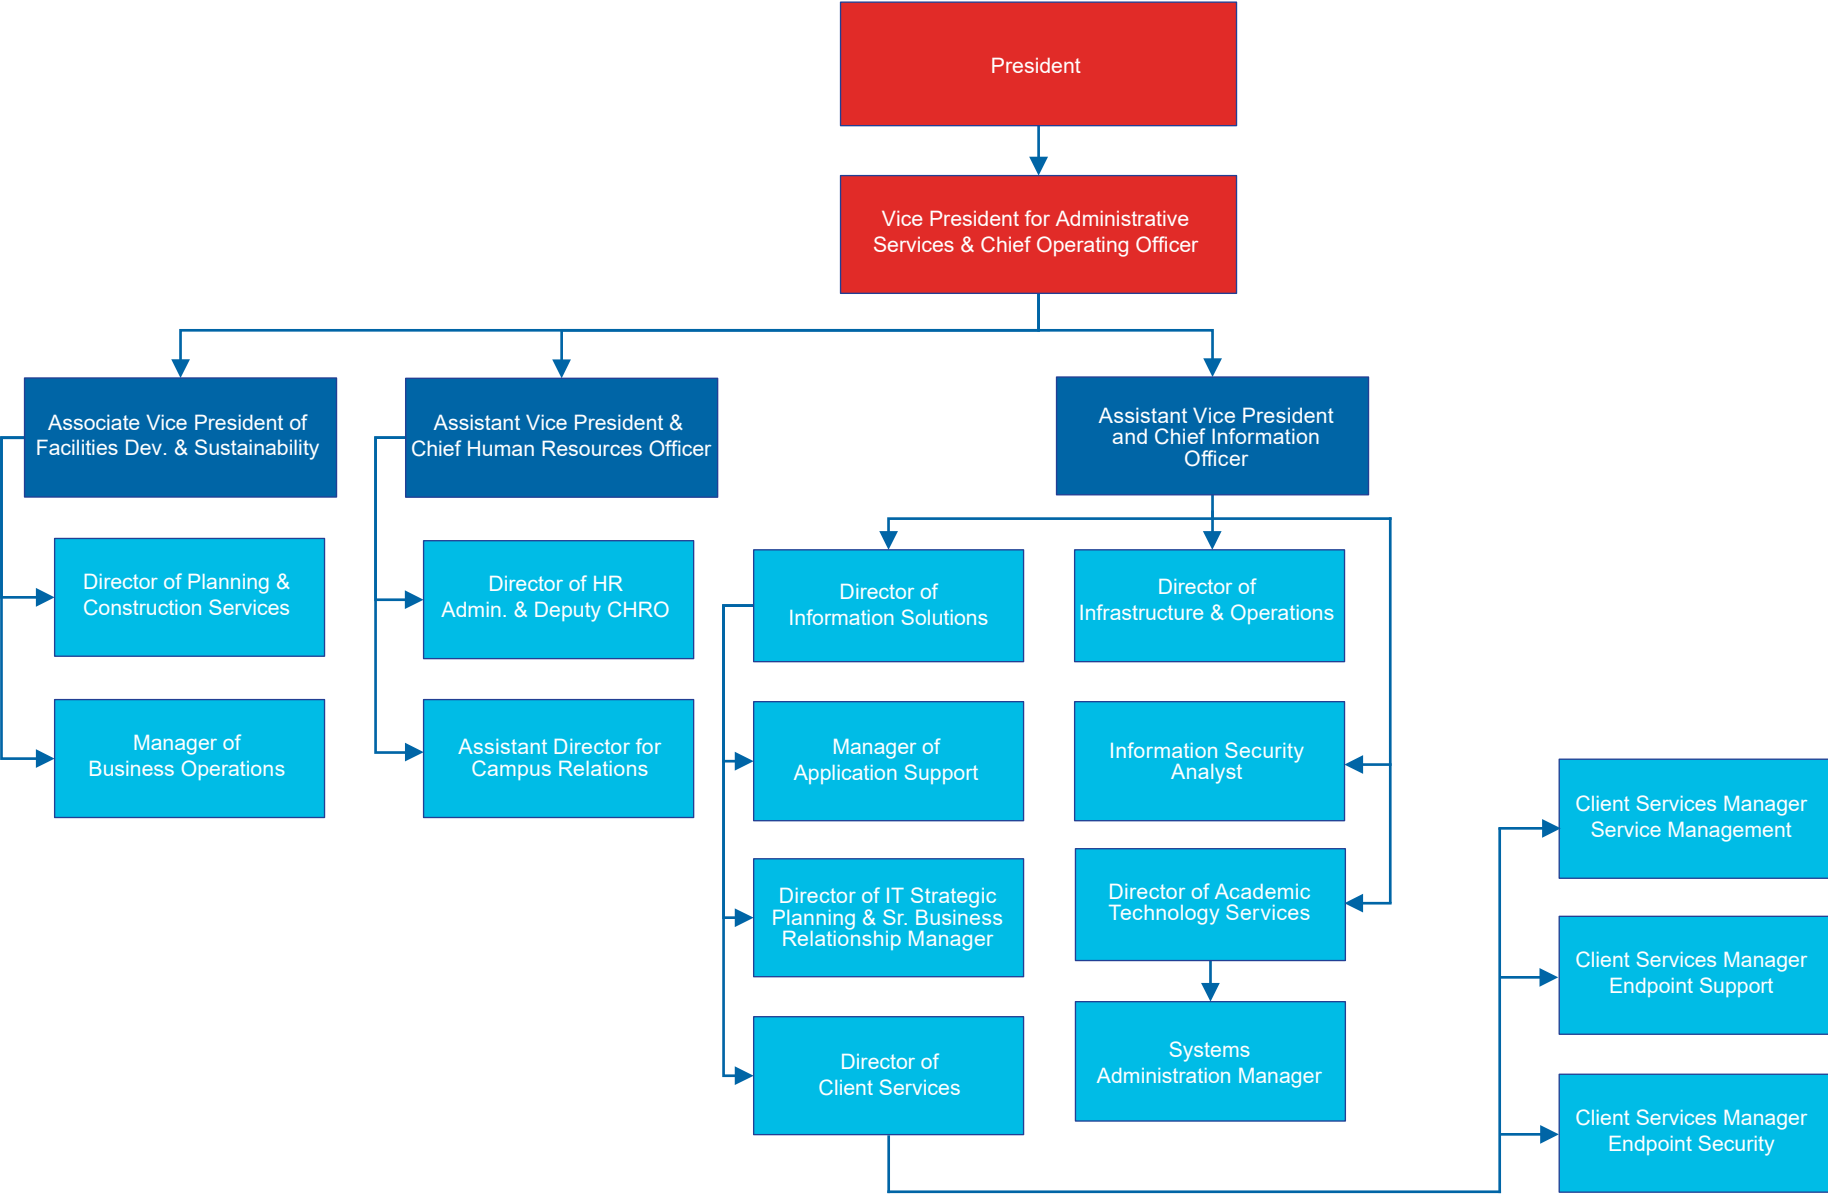 President
Vice President for Administrative
Services & Chief Operating Officer
Associate Vice President of
Facilities Dev. & Sustainability
Assistant Vice President &
Chief Human Resources Officer
Assistant Vice President
and Chief Information
Officer
Director of Planning &
Construction Services
Director of HR
Admin. & Deputy CHRO
Director of
Information Solutions
Director of
Infrastructure & Operations
Manager of
Business Operations
Assistant Director for
Campus Relations
Manager of
Application Support
Information Security
Analyst
Client Services Manager
Service Management
Director of IT Strategic
Planning & Sr. Business
Relationship Manager
Director of Academic
Technology Services
Client Services Manager
Endpoint Support
Director of
Client Services
Systems
Administration Manager
Client Services Manager
Endpoint Security